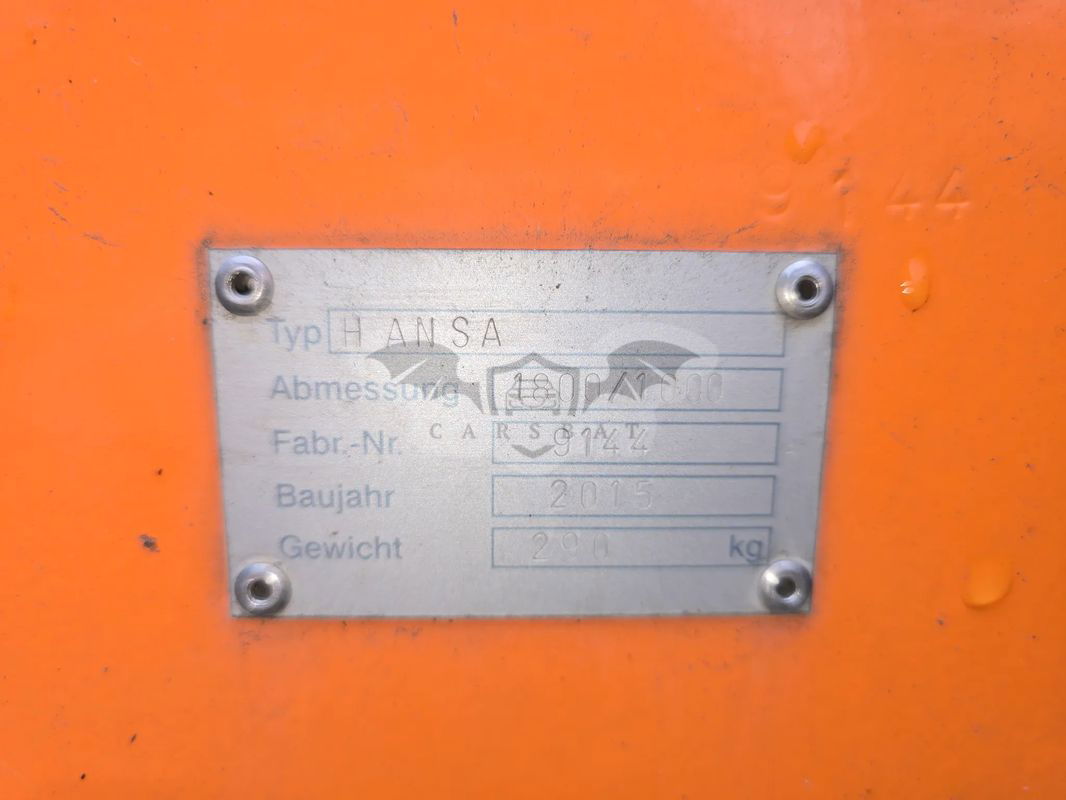 9144
Typ HANSA
Abmessung 1800/1000
CARSBAT
Fabr.-Nr. 9144
Baujahr 2015
Gewicht 290 kg